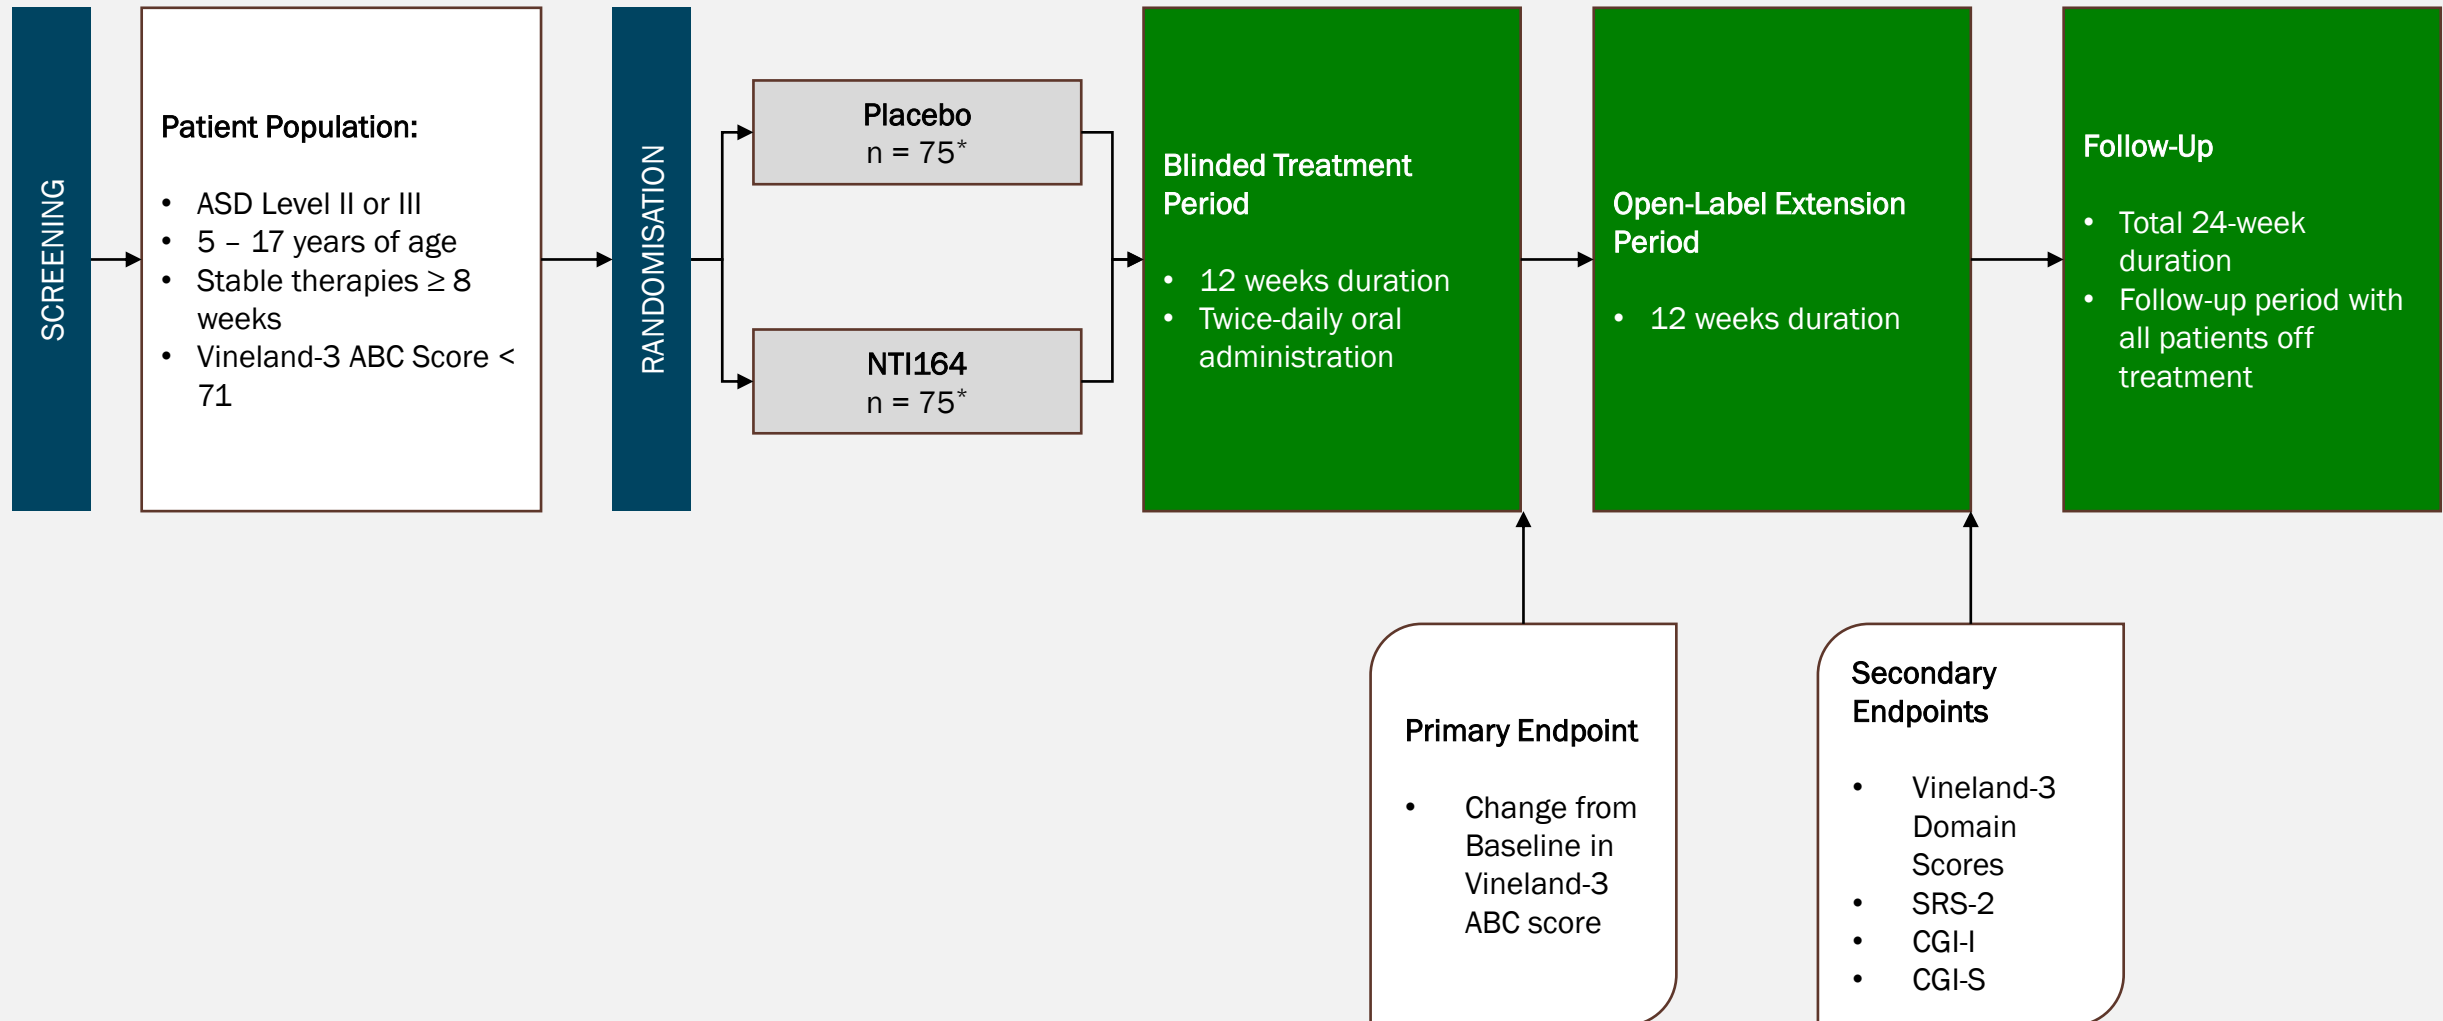 SCREENING
Patient Population:
• ASD Level II or III
• 5 – 17 years of age
• Stable therapies ≥ 8
weeks
• Vineland-3 ABC Score <
71
RANDOMISATION
Placebo
n = 75*
NTI164
n = 75*
Blinded Treatment
Period
• 12 weeks duration
• Twice-daily oral
administration
Open-Label Extension
Period
• 12 weeks duration
Follow-Up
• Total 24-week
duration
• Follow-up period with
all patients off
treatment
Primary Endpoint
• Change from
Baseline in
Vineland-3
ABC score
Secondary
Endpoints
• Vineland-3
Domain
Scores
• SRS-2
• CGI-I
• CGI-S